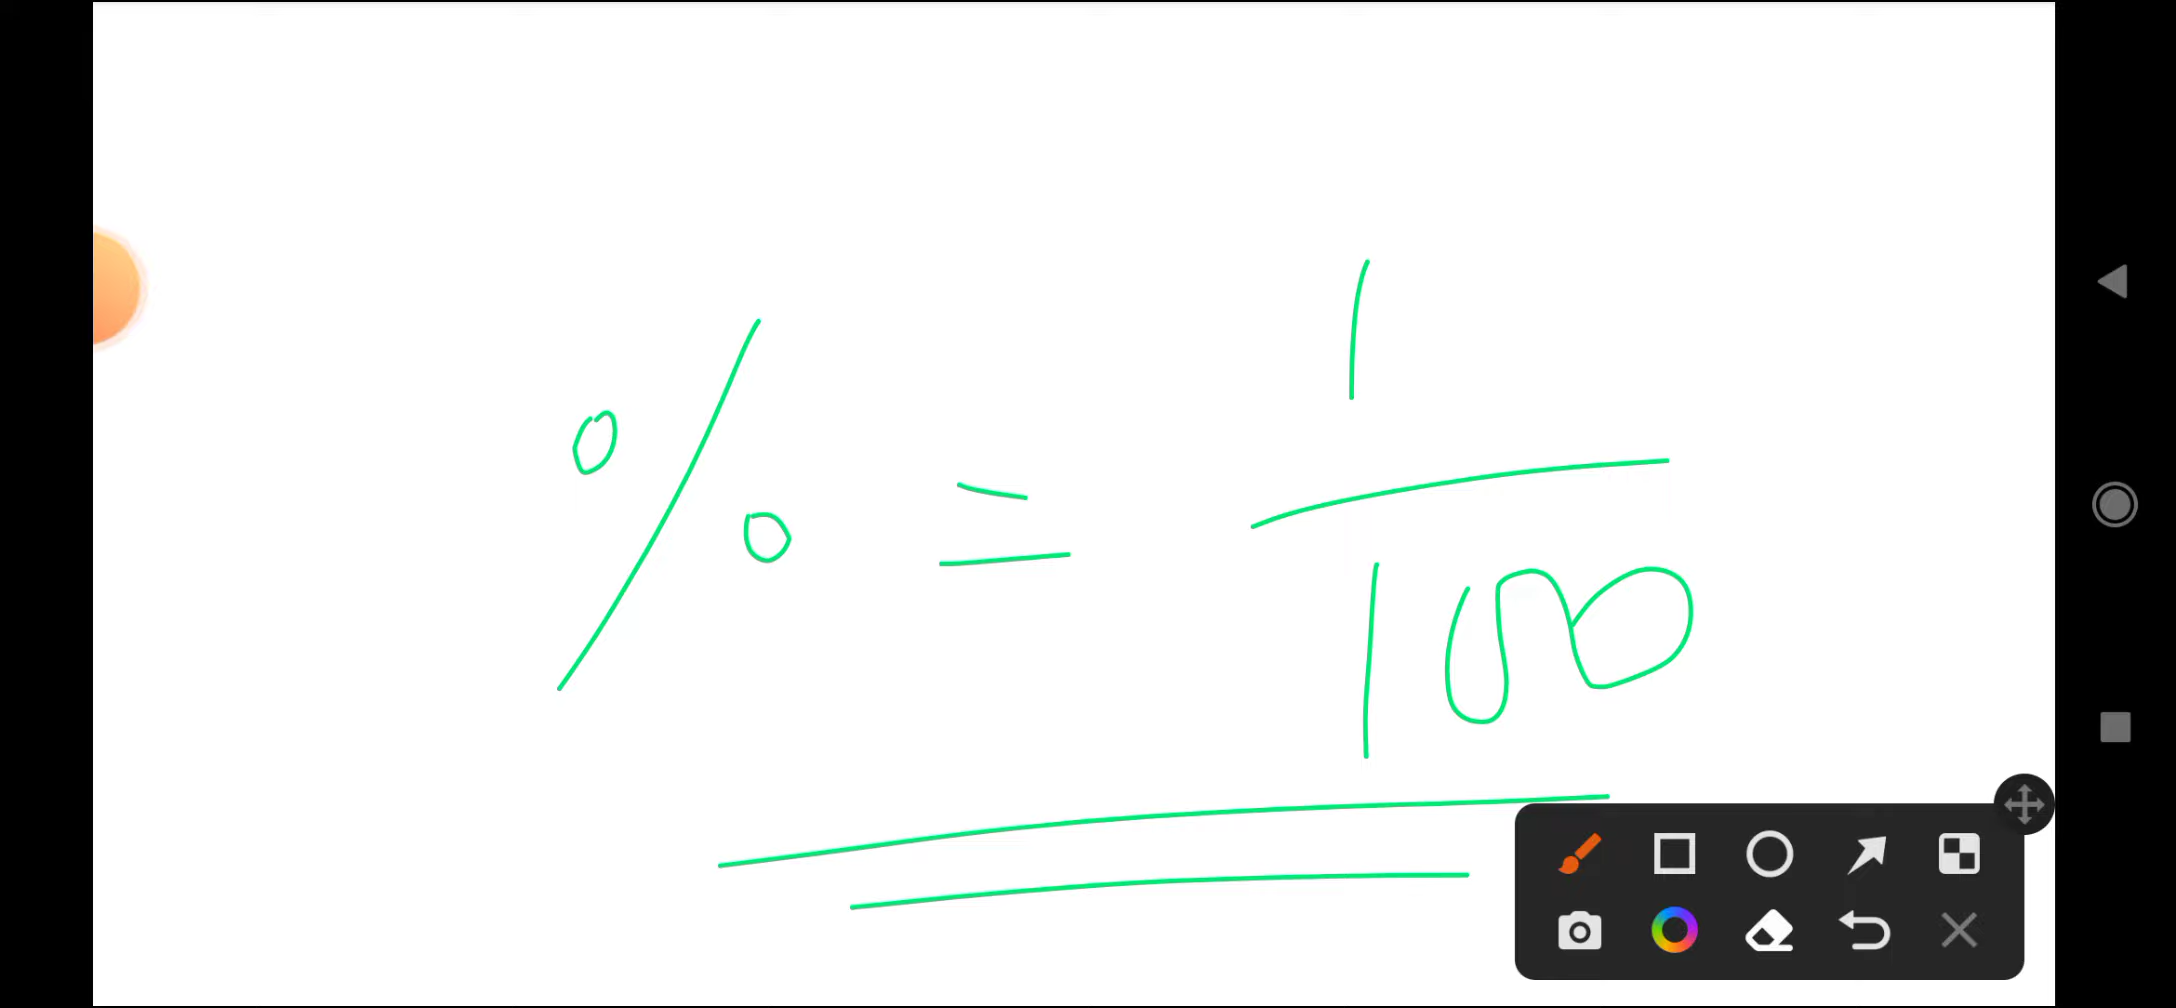 % = 1/100